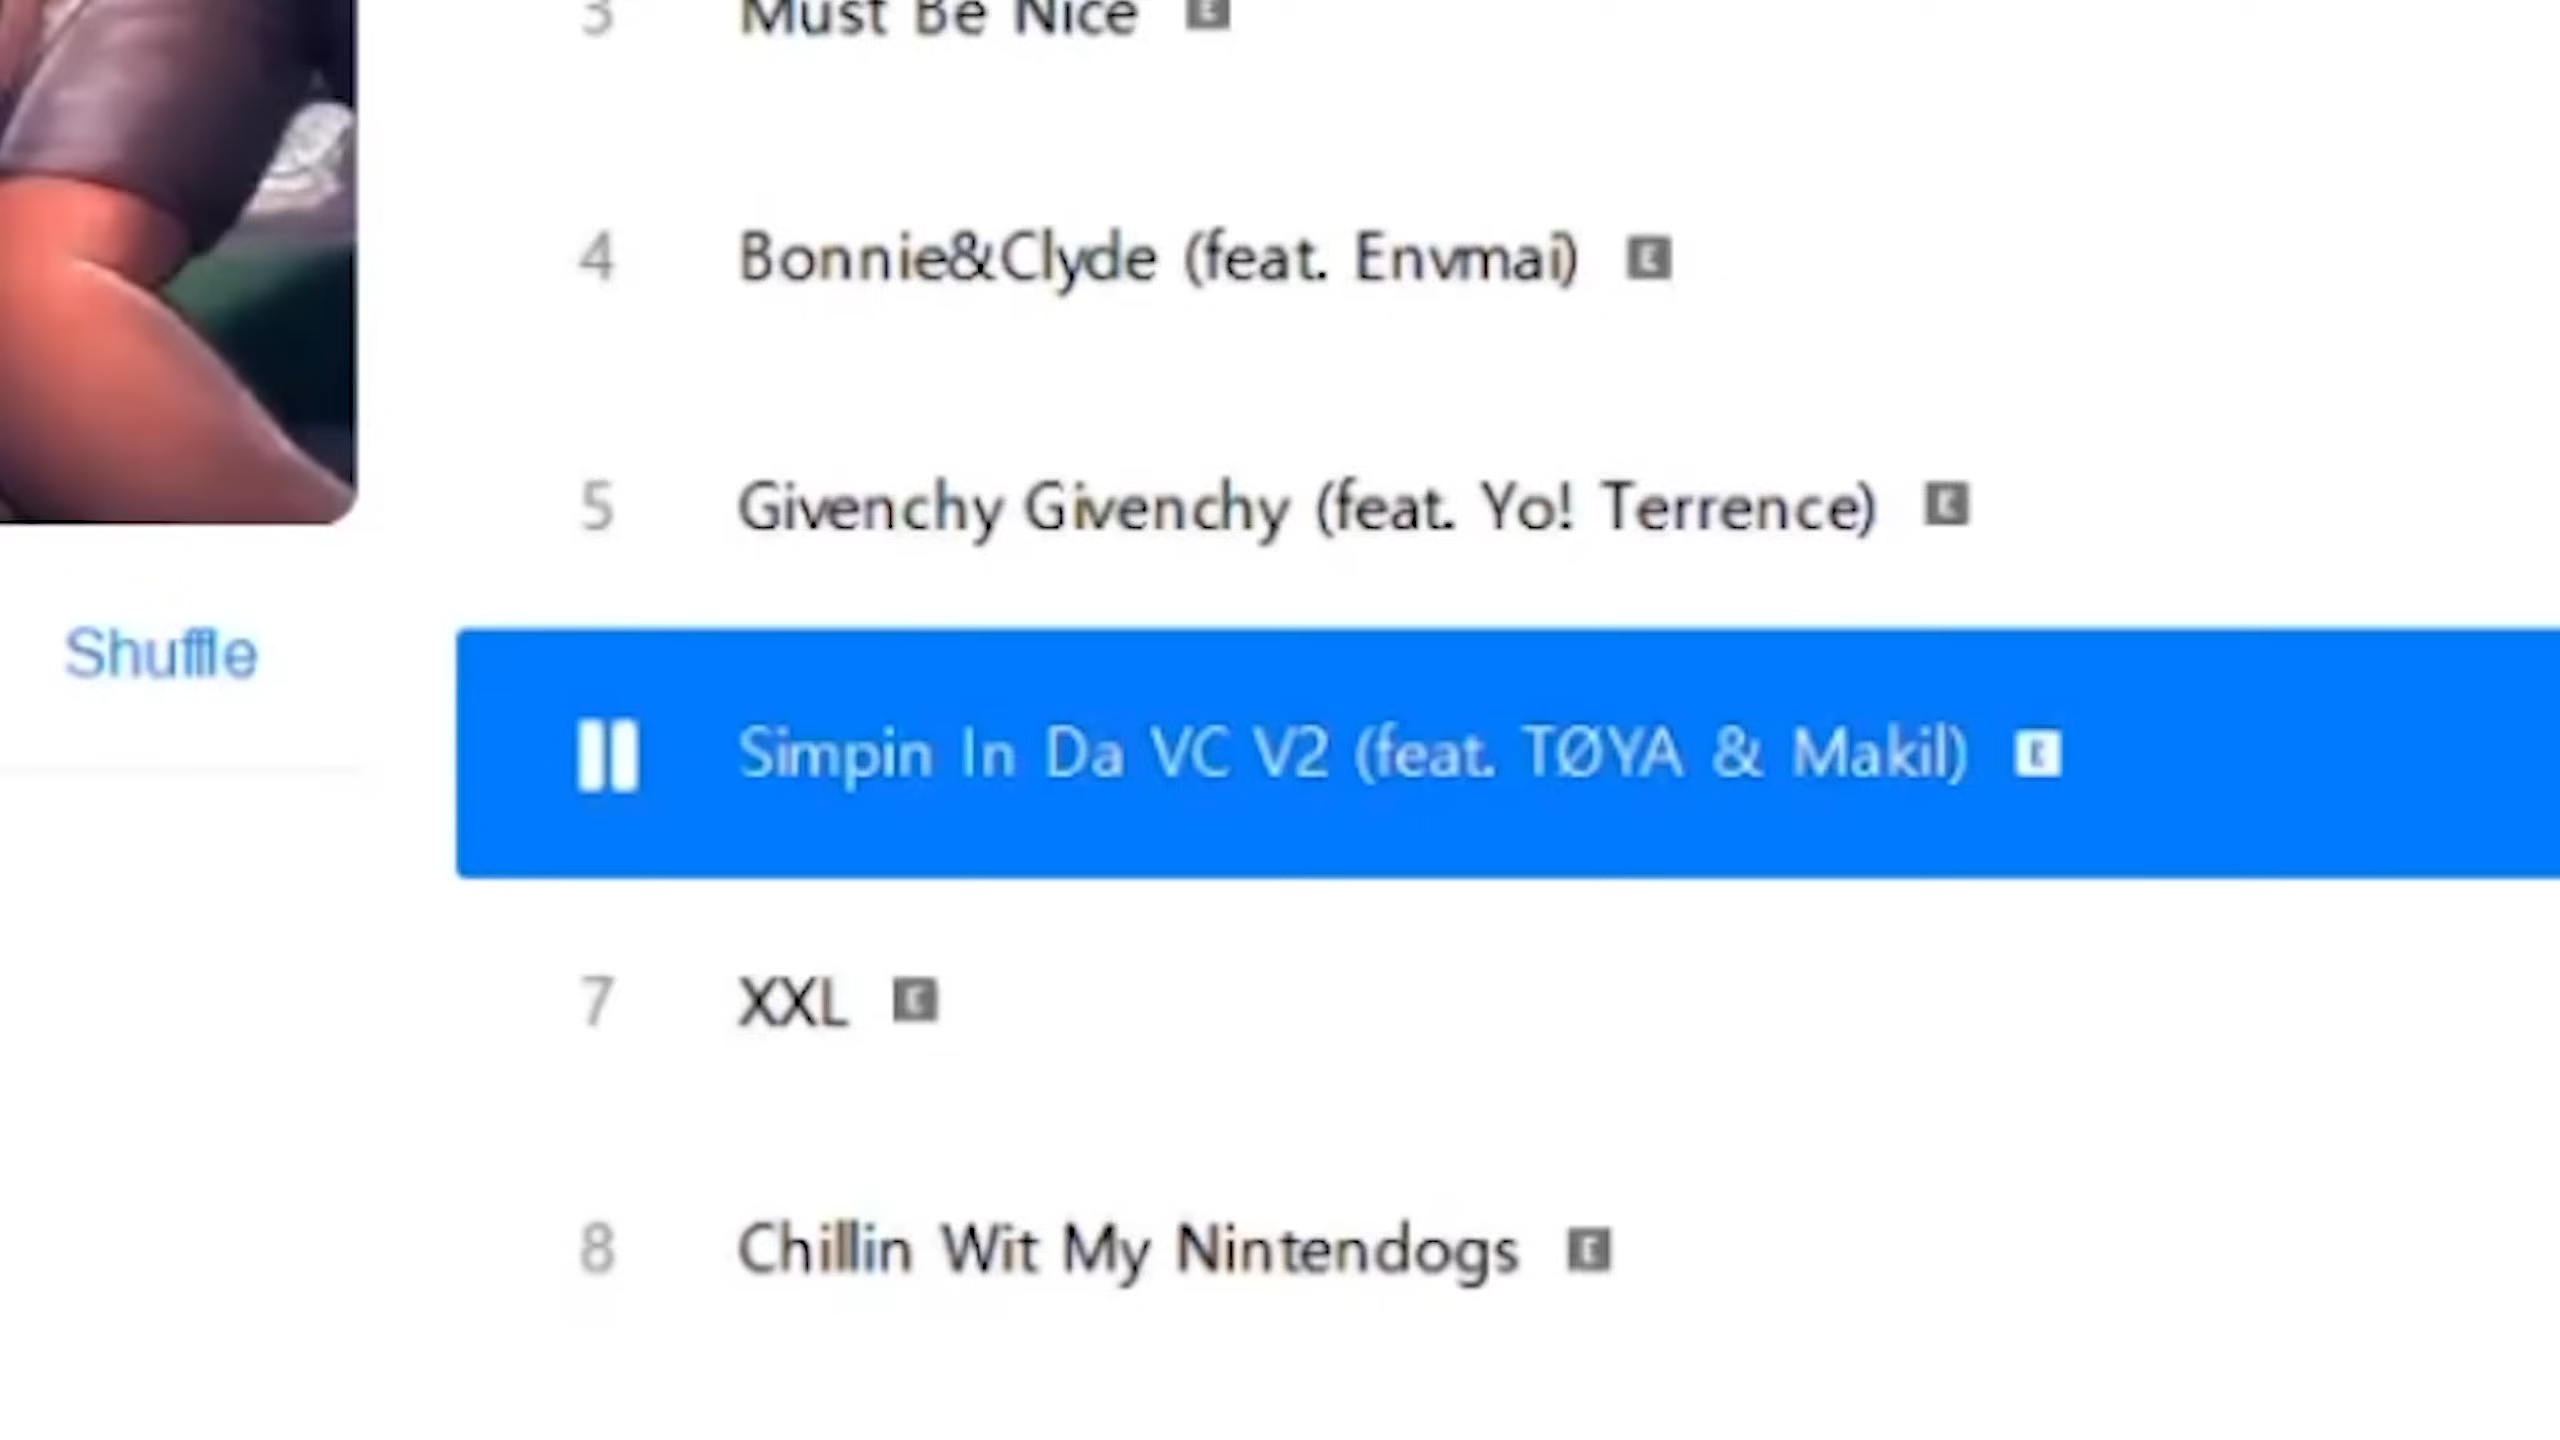 3 Must Be Nice E
4 Bonnie&Clyde (feat. Envmai) E
5 Givenchy Givenchy (feat. Yo! Terrence) E
Shuffle
Simpin In Da VC V2 (feat. TØYA & Makil) E
7 XXL E
8 Chillin Wit My Nintendogs E